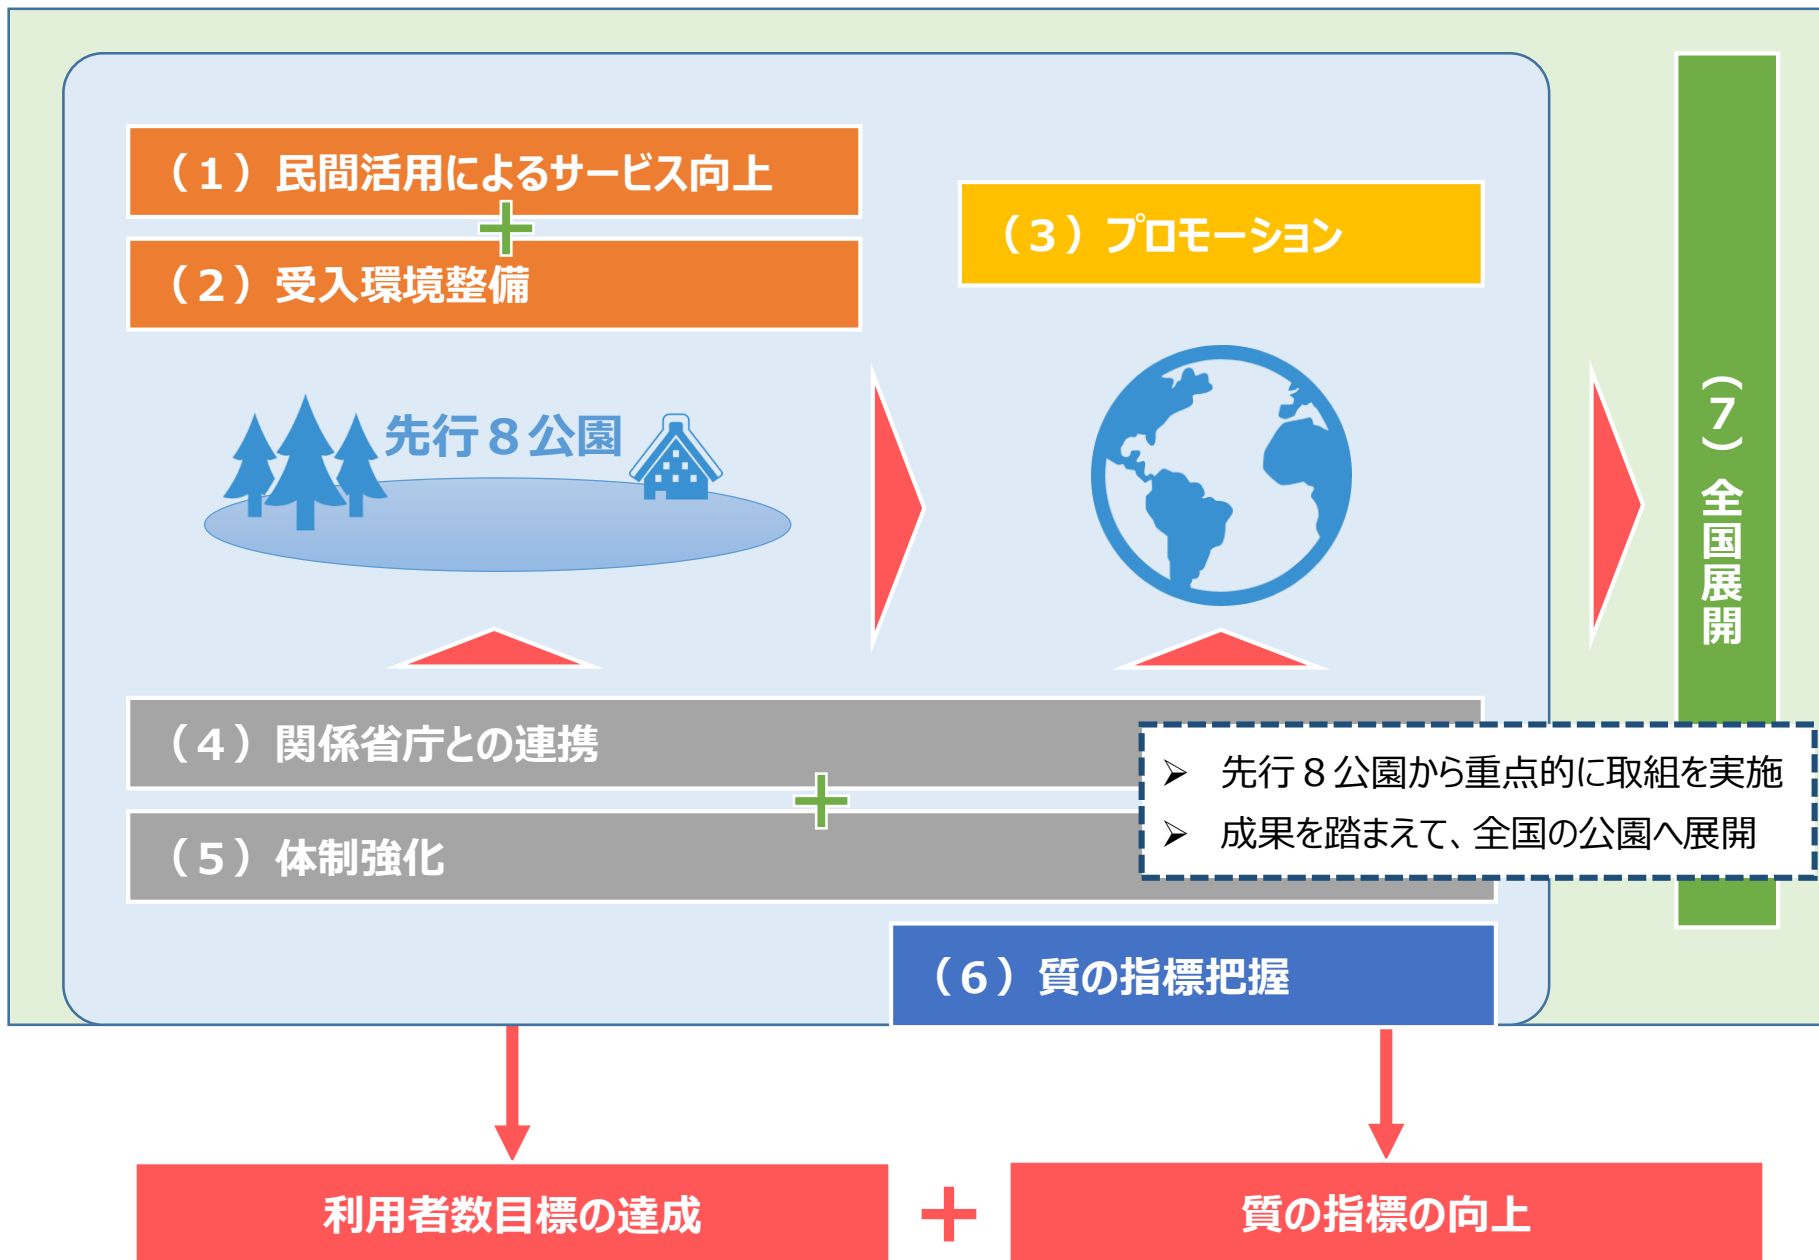 （１）民間活用によるサービス向上
（２）受入環境整備
（３）プロモーション
先行８公園
（４）関係省庁との連携
（５）体制強化
（６）質の指標把握
（７）全国展開
➢ 先行８公園から重点的に取組を実施
➢ 成果を踏まえて、全国の公園へ展開
利用者数目標の達成
＋
質の指標の向上